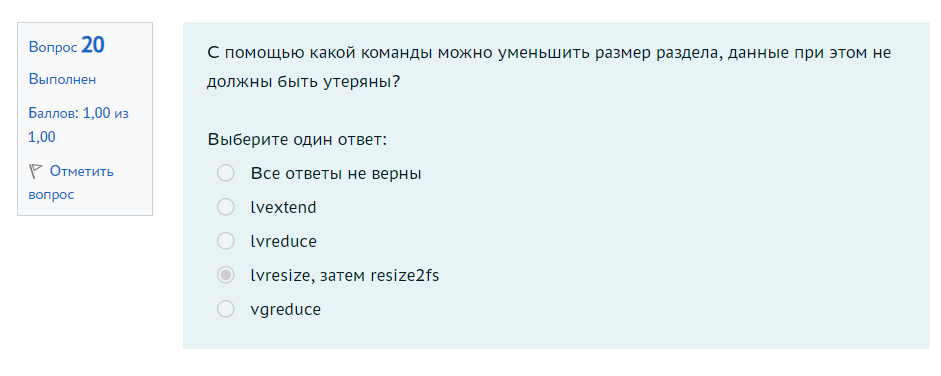 Вопрос 20
Выполнен
Баллов: 1,00 из
1,00
Отметить
вопрос
С помощью какой команды можно уменьшить размер раздела, данные при этом не
должны быть утеряны?
Выберите один ответ:
Все ответы не верны
lvextend
lvreduce
lvresize, затем resize2fs
vgreduce